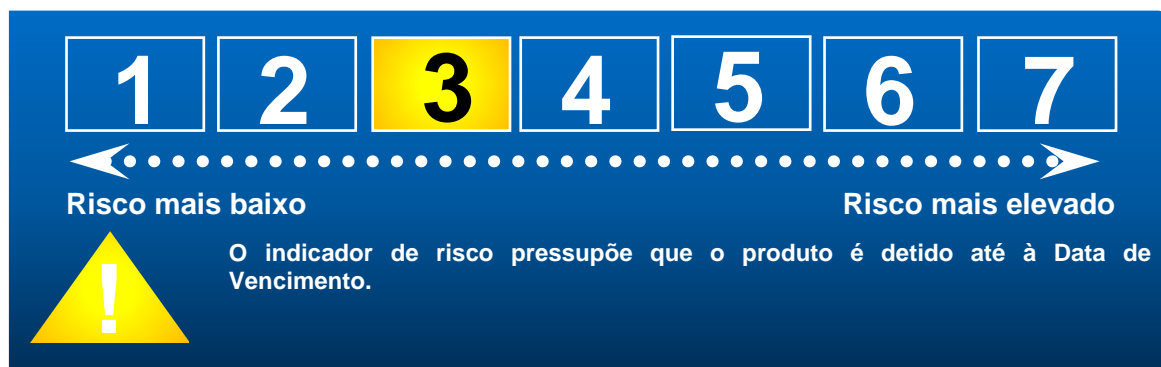 1 2 3 4 5 6 7
Risco mais baixo Risco mais elevado
!
O indicador de risco pressupõe que o produto é detido até à Data de
Vencimento.